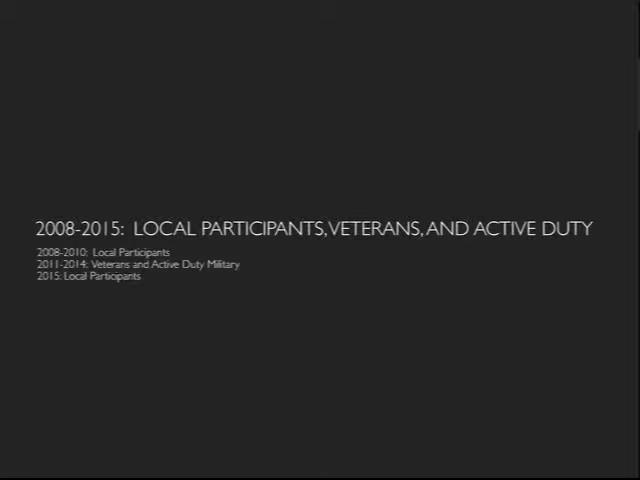 2008-2015: LOCAL PARTICIPANTS, VETERANS, AND ACTIVE DUTY
2008-2010: Local Participants
2011-2014: Veterans and Active Duty Military
2015: Local Participants